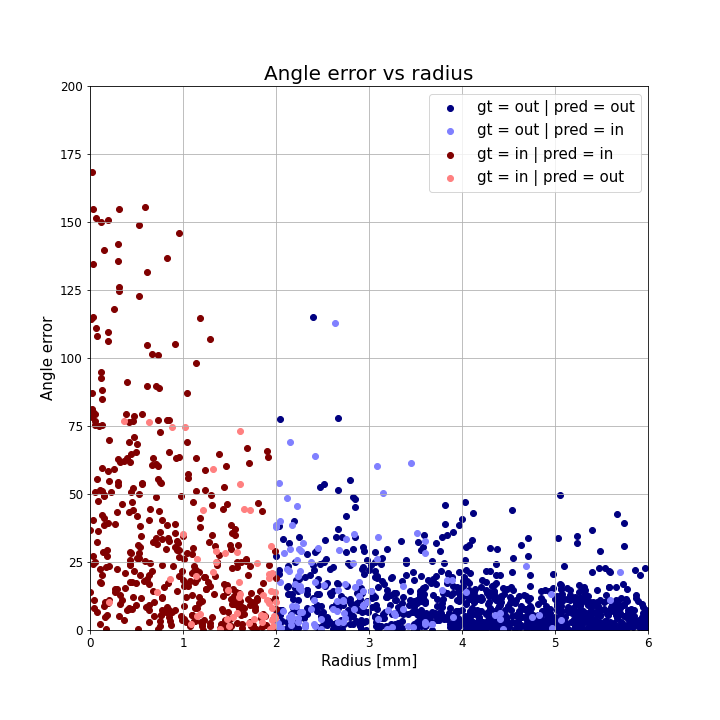 Angle error vs radius
200
175
150
125
100
75
50
25
0
Angle error
gt = out | pred = out
gt = out | pred = in
gt = in | pred = in
gt = in | pred = out
0 1 2 3 4 5 6
Radius [mm]